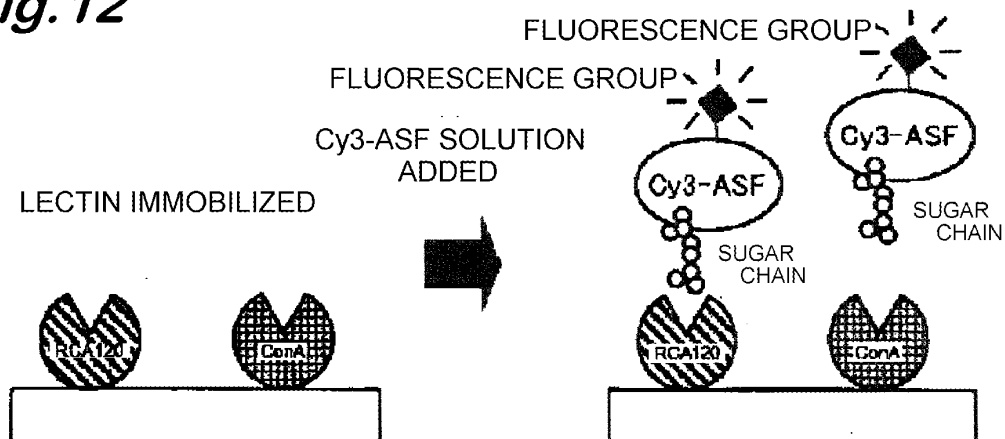 ig. 12
FLUORESCENCE GROUP
FLUORESCENCE GROUP
Cy3-ASF SOLUTION
ADDED
LECTIN IMMOBILIZED
Cy3-ASF
Cy3-ASF
SUGAR
CHAIN
SUGAR
CHAIN
RCA120
ConA
RCA120
ConA